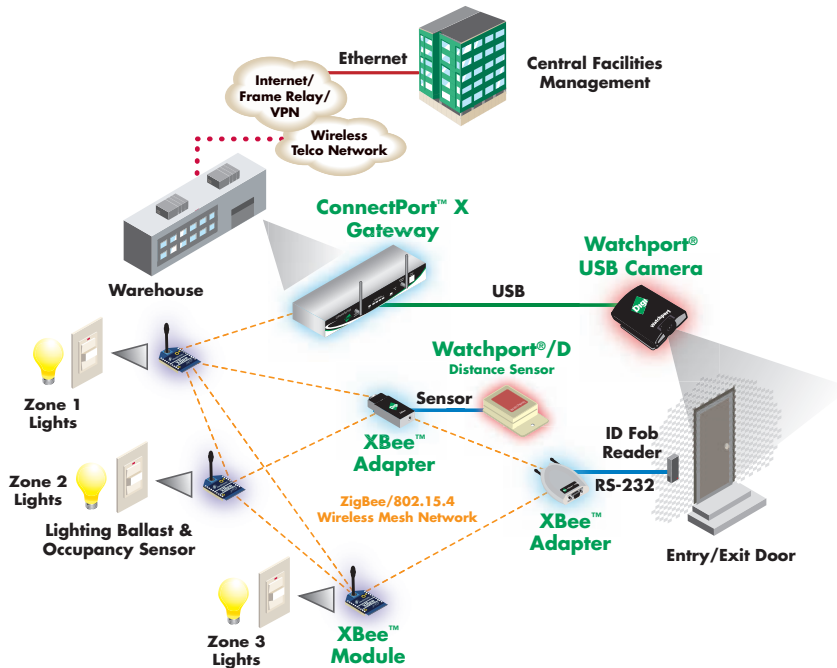 Ethernet
Central Facilities
Management
Internet/
Frame Relay/
VPN
Wireless
Telco Network
ConnectPort™ X
Gateway
Watchport®
USB Camera
Warehouse
USB
Digi
Watchport
Watchport®/D
Distance Sensor
Zone 1
Lights
Sensor
XBee™
Adapter
ID Fob
Reader
RS-232
Zone 2
Lights
ZigBee/802.15.4
Wireless Mesh Network
Lighting Ballast &
Occupancy Sensor
XBee™
Adapter
Entry/Exit Door
Zone 3
Lights
XBee™
Module